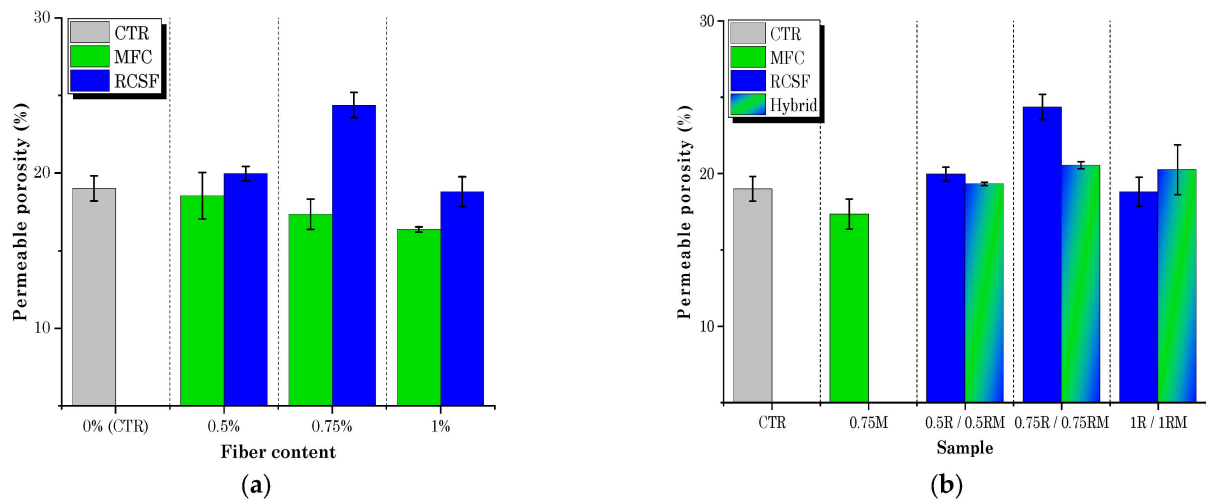 30
CTR
MFC
RCSF
20
10
Permeable porosity (%)
0% (CTR) 0.5% 0.75% 1%
Fiber content
(a)
30
CTR
MFC
RCSF
Hybrid
20
10
Permeable porosity (%)
CTR 0.75M 0.5R / 0.5RM 0.75R / 0.75RM 1R / 1RM
Sample
(b)